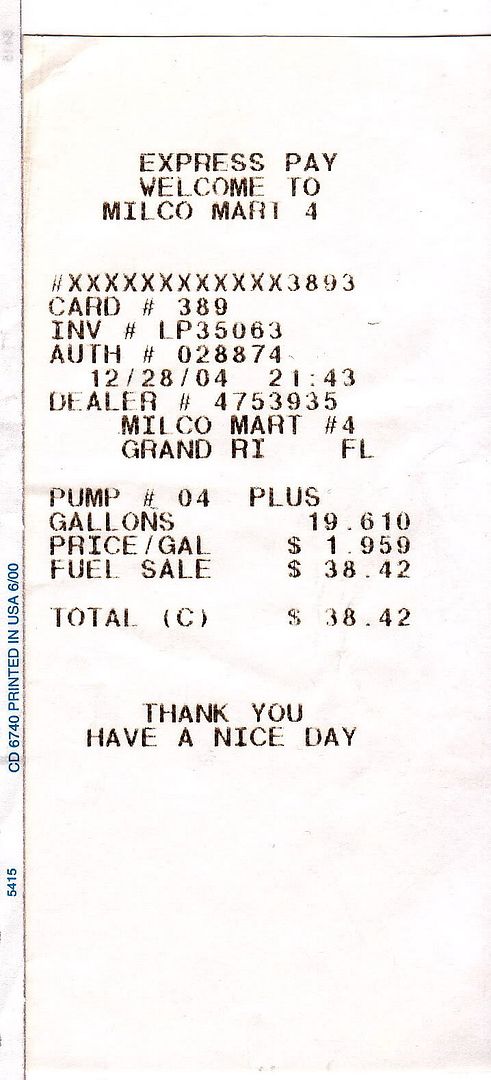 EXPRESS PAY
WELCOME TO
MILCO MART 4
#XXXXXXXXXXXX3893
CARD # 389
INV # LP35063
AUTH # 028874
12/28/04 21:43
DEALER # 4753935
MILCO MART #4
GRAND RI FL
PUMP # 04 PLUS
GALLONS 19.610
PRICE/GAL $ 1.959
FUEL SALE $ 38.42
TOTAL (C) $ 38.42
THANK YOU
HAVE A NICE DAY
CD 6740 PRINTED IN USA 6/00
5415